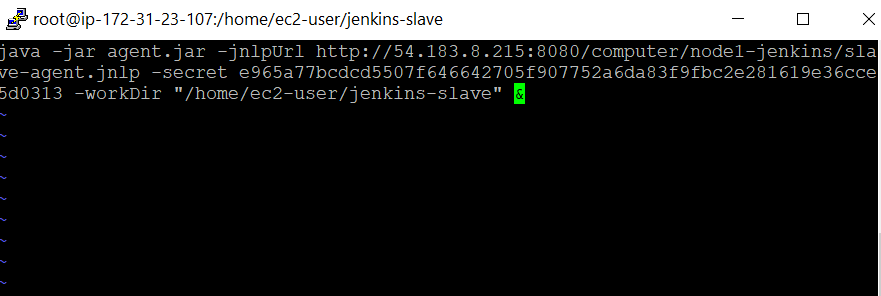 root@ip-172-31-23-107:/home/ec2-user/jenkins-slave
java -jar agent.jar -jnlpUrl http://54.183.8.215:8080/computer/node1-jenkins/sla
ve-agent.jnlp -secret e965a77bcdcd5507f646642705f907752a6da83f9fbc2e281619e36cce
5d0313 -workDir "/home/ec2-user/jenkins-slave" &
~
~
~
~
~
~
~
~
~